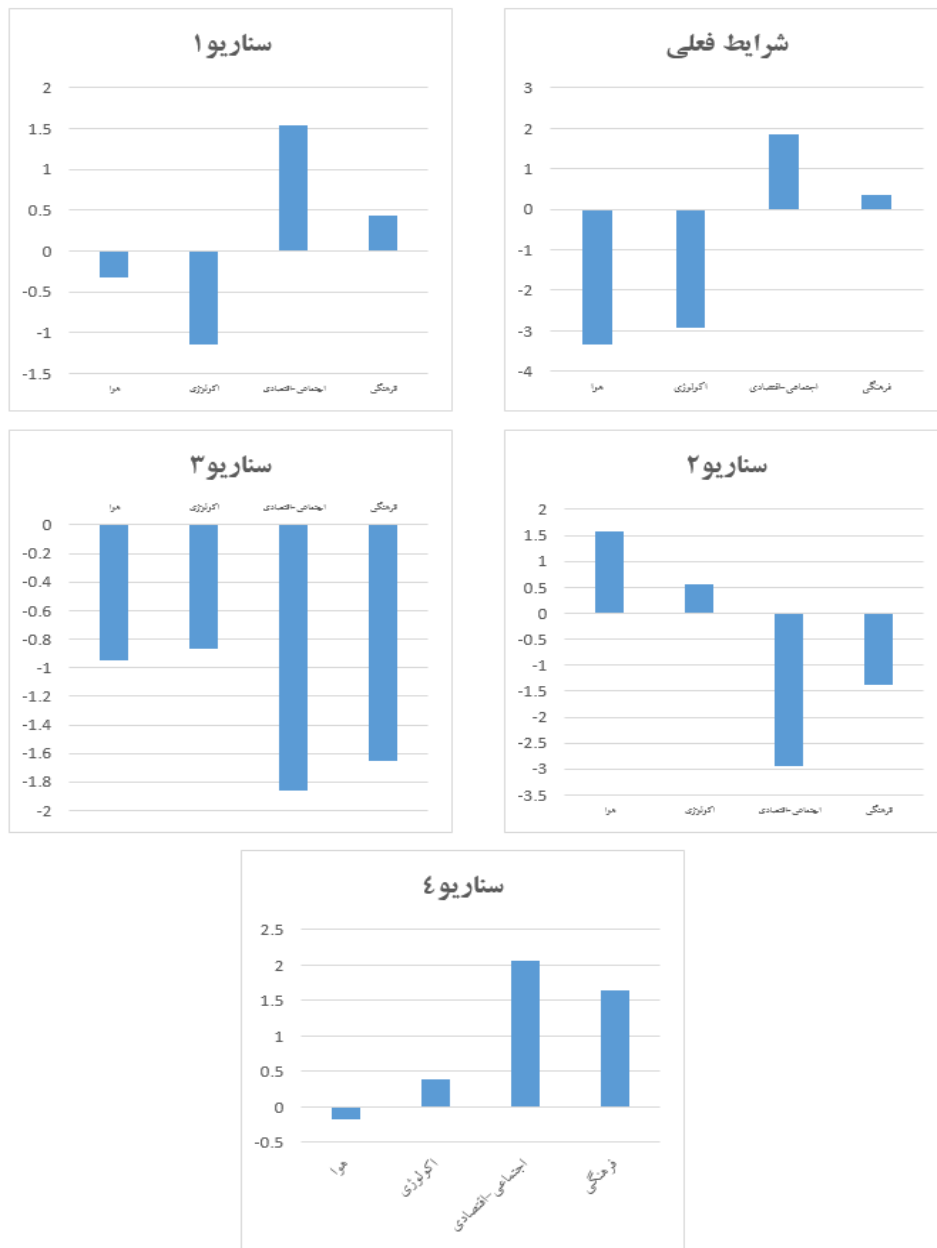 شرایط فعلی
3
2
1
0
-1
-2
-3
-4
هوا
اکولوژی
اجتماعی-اقتصادی
فرهنگی
سناریو۱
2
1.5
1
0.5
0
-0.5
-1
-1.5
هوا
اکولوژی
اجتماعی-اقتصادی
فرهنگی
سناریو۲
2
1.5
1
0.5
0
-0.5
-1
-1.5
-2
-2.5
-3
-3.5
هوا
اکولوژی
اجتماعی-اقتصادی
فرهنگی
سناریو۳
هوا
اکولوژی
اجتماعی-اقتصادی
فرهنگی
0
-0.2
-0.4
-0.6
-0.8
-1
-1.2
-1.4
-1.6
-1.8
-2
سناریو٤
2.5
2
1.5
1
0.5
0
-0.5
هوا
اکولوژی
اجتماعی-اقتصادی
فرهنگی